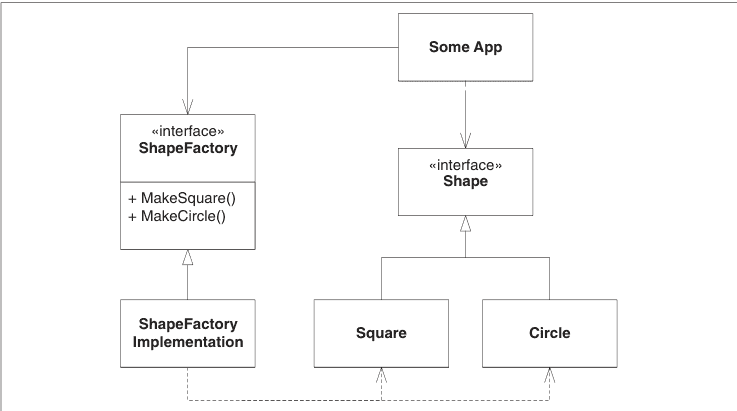 Some App
«interface»
ShapeFactory
+ MakeSquare()
+ MakeCircle()
«interface»
Shape
ShapeFactory
Implementation
Square
Circle